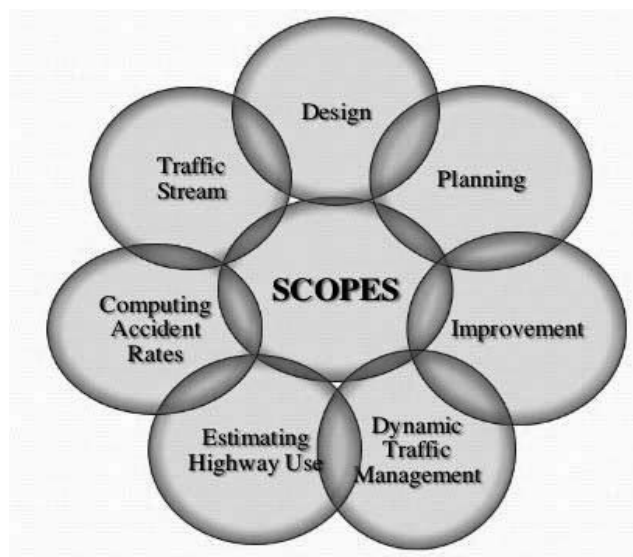 Design
Traffic
Stream
Planning
SCOPES
Computing
Accident
Rates
Improvement
Estimating
Highway Use
Dynamic
Traffic
Management